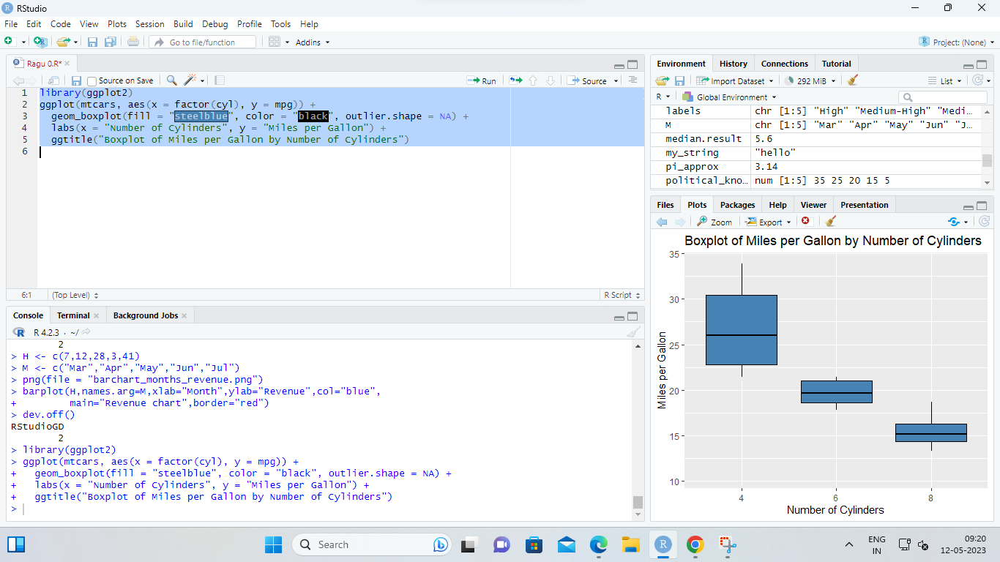 RStudio
File Edit Code View Plots Session Build Debug Profile Tools Help
Go to file/function Addins Project: (None)
Ragu 0.R*
Source on Save Run Source
1 library(ggplot2)
2 ggplot(mtcars, aes(x = factor(cyl), y = mpg)) +
3 geom_boxplot(fill = "steelblue", color = "black", outlier.shape = NA) +
4 labs(x = "Number of Cylinders", y = "Miles per Gallon") +
5 ggtitle("Boxplot of Miles per Gallon by Number of Cylinders")
6
6:1 (Top Level) R Script
Console Terminal Background Jobs
R 4.2.3 · ~/
2
> H <- c(7,12,28,3,41)
> M <- c("Mar","Apr","May","Jun","Jul")
> png(file = "barchart_months_revenue.png")
> barplot(H,names.arg=M,xlab="Month",ylab="Revenue",col="blue",
+ main="Revenue chart",border="red")
> dev.off()
RStudioGD
2
> library(ggplot2)
> ggplot(mtcars, aes(x = factor(cyl), y = mpg)) +
+ geom_boxplot(fill = "steelblue", color = "black", outlier.shape = NA) +
+ labs(x = "Number of Cylinders", y = "Miles per Gallon") +
+ ggtitle("Boxplot of Miles per Gallon by Number of Cylinders")
>
Environment History Connections Tutorial
Import Dataset 292 MiB List
R Global Environment
labels chr [1:5] "High" "Medium-High" "Medi...
M chr [1:5] "Mar" "Apr" "May" "Jun" "J...
median.result 5.6
my_string "hello"
pi_approx 3.14
political_kno... num [1:5] 35 25 20 15 5
Files Plots Packages Help Viewer Presentation
Zoom Export
Boxplot of Miles per Gallon by Number of Cylinders
35
30
25
20
15
10
Miles per Gallon
4 6 8
Number of Cylinders
Search
ENG
IN
09:20
12-05-2023